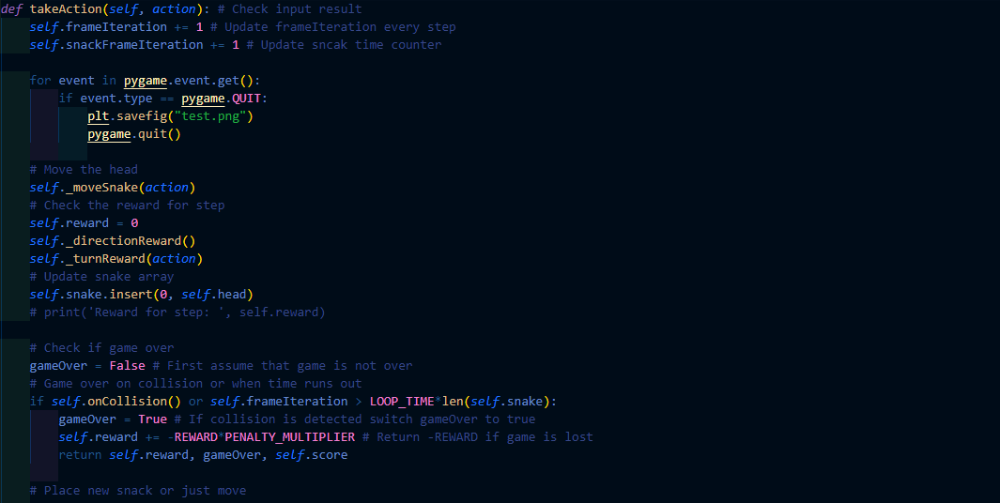 def takeAction(self, action): # Check input result
self.frameIteration += 1 # Update frameIteration every step
self.snackFrameIteration += 1 # Update sncak time counter
for event in pygame.event.get():
if event.type == pygame.QUIT:
plt.savefig("test.png")
pygame.quit()
# Move the head
self._moveSnake(action)
# Check the reward for step
self.reward = 0
self._directionReward()
self._turnReward(action)
# Update snake array
self.snake.insert(0, self.head)
# print('Reward for step: ', self.reward)
# Check if game over
gameOver = False # First assume that game is not over
# Game over on collision or when time runs out
if self.onCollision() or self.frameIteration > LOOP_TIME*len(self.snake):
gameOver = True # If collision is detected switch gameOver to true
self.reward += -REWARD*PENALTY_MULTIPLIER # Return -REWARD if game is lost
return self.reward, gameOver, self.score
# Place new snack or just move